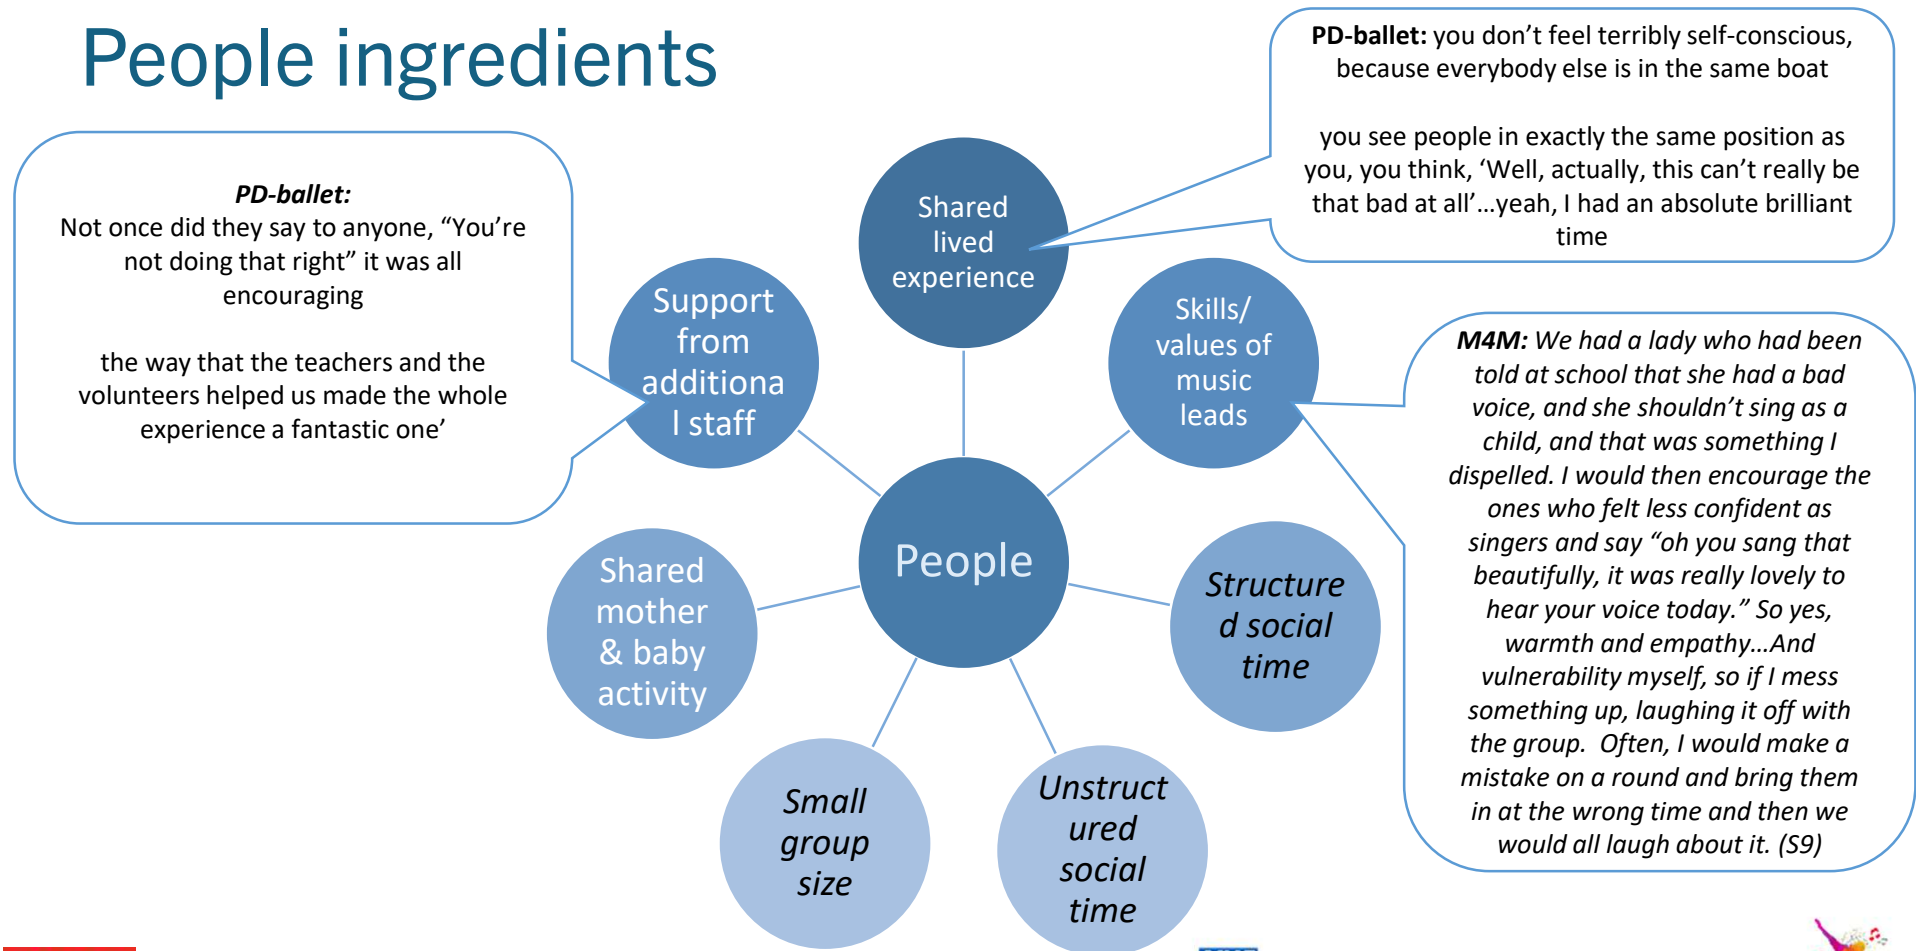 People ingredients
PD-ballet: you don’t feel terribly self-conscious,
because everybody else is in the same boat
you see people in exactly the same position as
you, you think, ‘Well, actually, this can’t really be
that bad at all’...yeah, I had an absolute brilliant
time
PD-ballet:
Not once did they say to anyone, “You’re
not doing that right” it was all
encouraging
the way that the teachers and the
volunteers helped us made the whole
experience a fantastic one’
Shared
lived
experience
Support
from
additiona
l staff
Skills/
values of
music
leads
M4M: We had a lady who had been
told at school that she had a bad
voice, and she shouldn’t sing as a
child, and that was something I
dispelled. I would then encourage the
ones who felt less confident as
singers and say “oh you sang that
beautifully, it was really lovely to
hear your voice today.” So yes,
warmth and empathy...And
vulnerability myself, so if I mess
something up, laughing it off with
the group. Often, I would make a
mistake on a round and bring them
in at the wrong time and then we
would all laugh about it. (S9)
People
Shared
mother
& baby
activity
Structure
d social
time
Small
group
size
Unstruct
ured
social
time